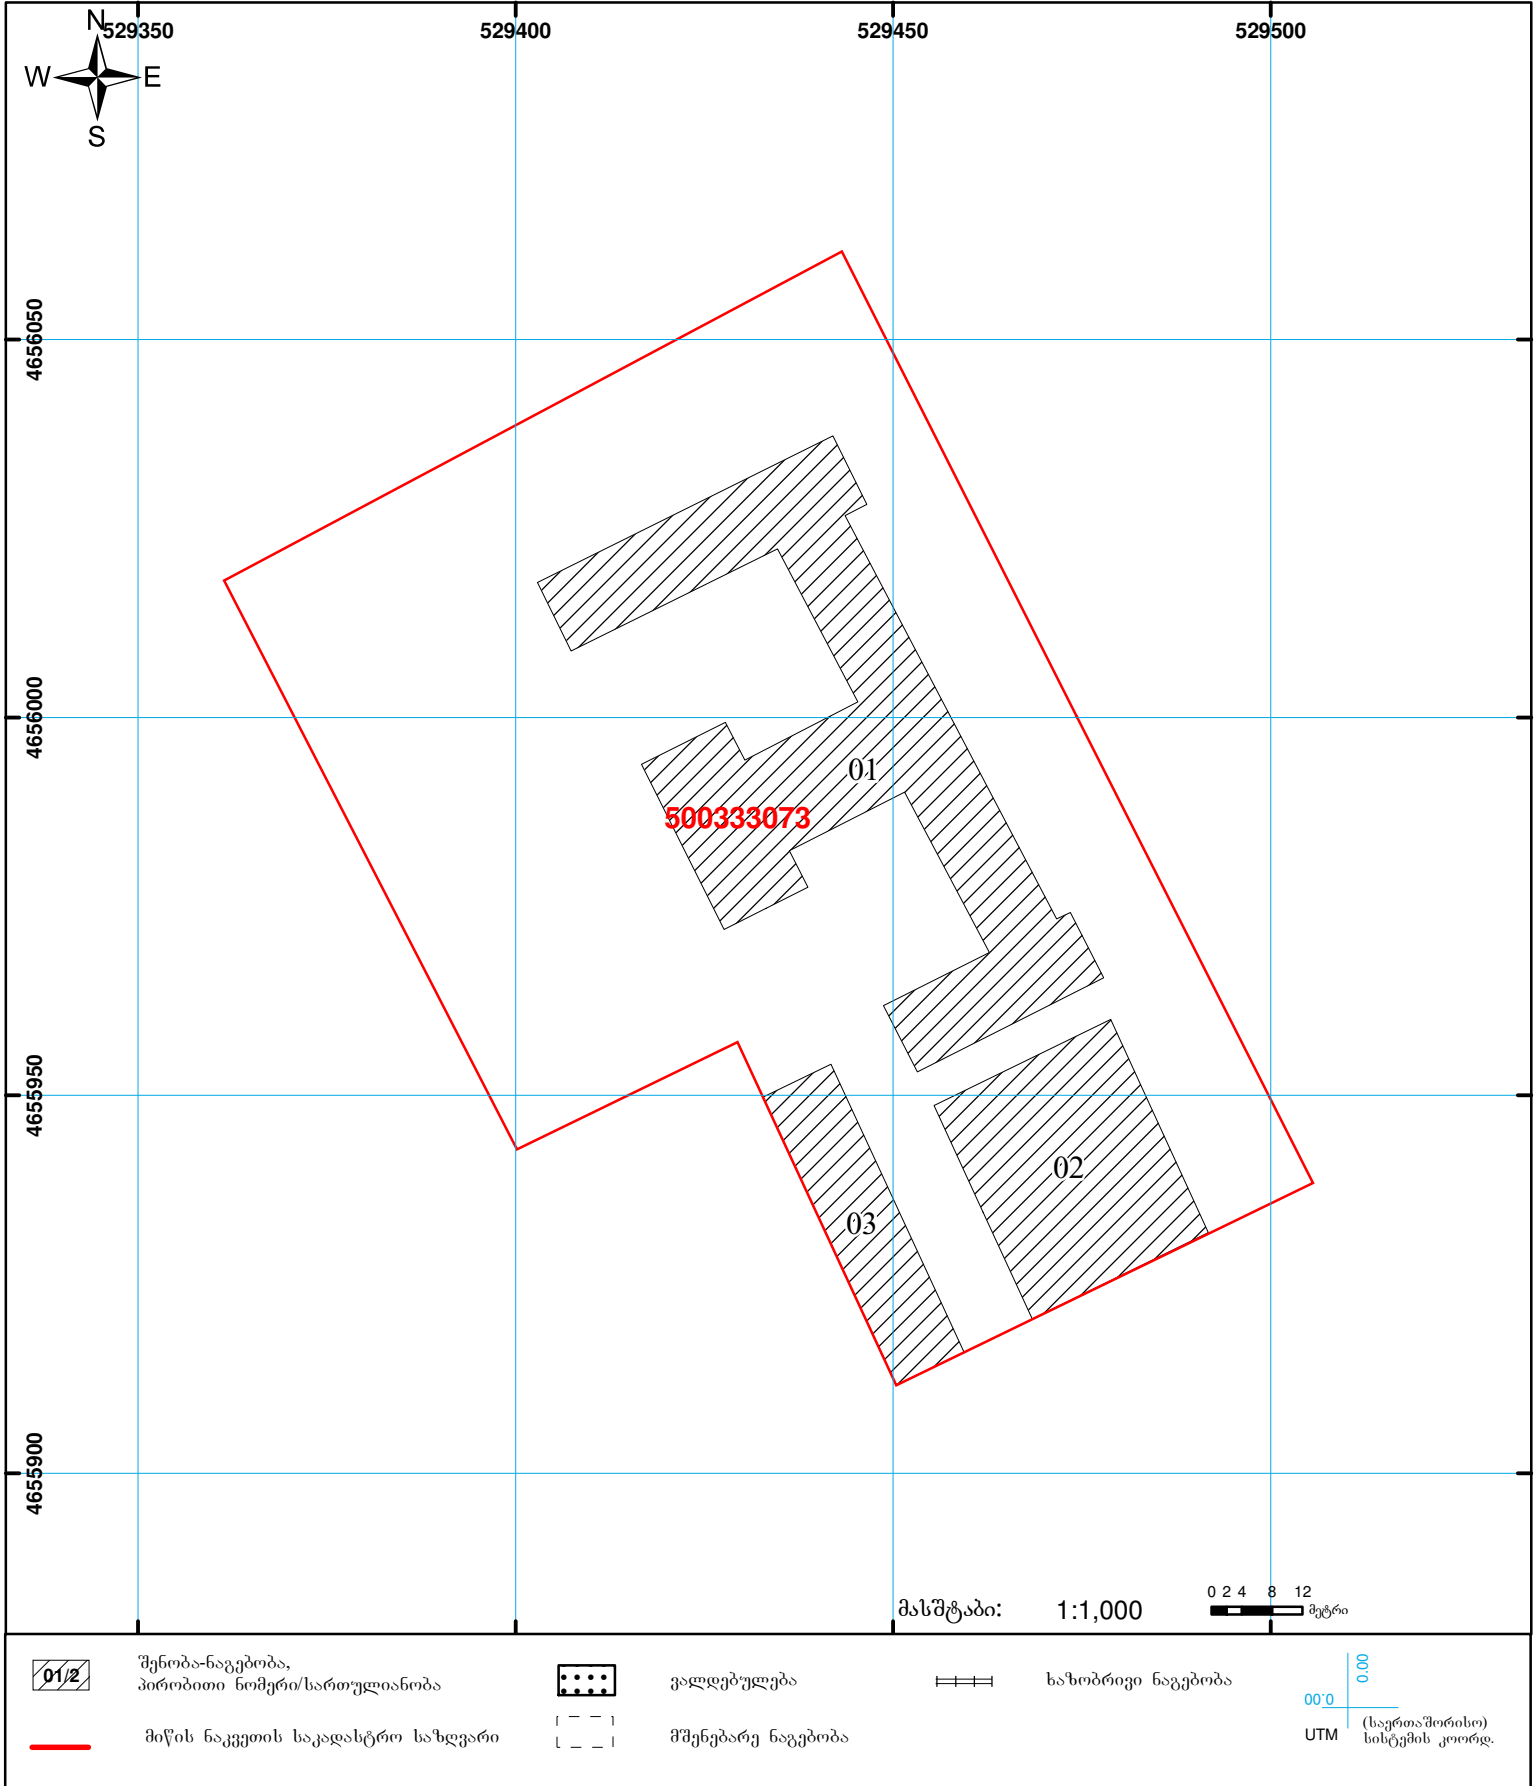 N
529350
529400
529450
529500
W
E
S
4656050
4656000
4655950
4655900
01
500333073
02
03
მასშტაბი: 1:1,000
0 2 4 8 12
მეტრი
01/2
შენობა-ნაგებობა,
პირობითი ნომერი/სართულიანობა
ვალდებულება
ხაზობრივი ნაგებობა
მიწის ნაკვეთის საკადასტრო საზღვარი
მშენებარე ნაგებობა
0.00
00.0
UTM
(საერთაშორისო)
სისტემის კოორდ.